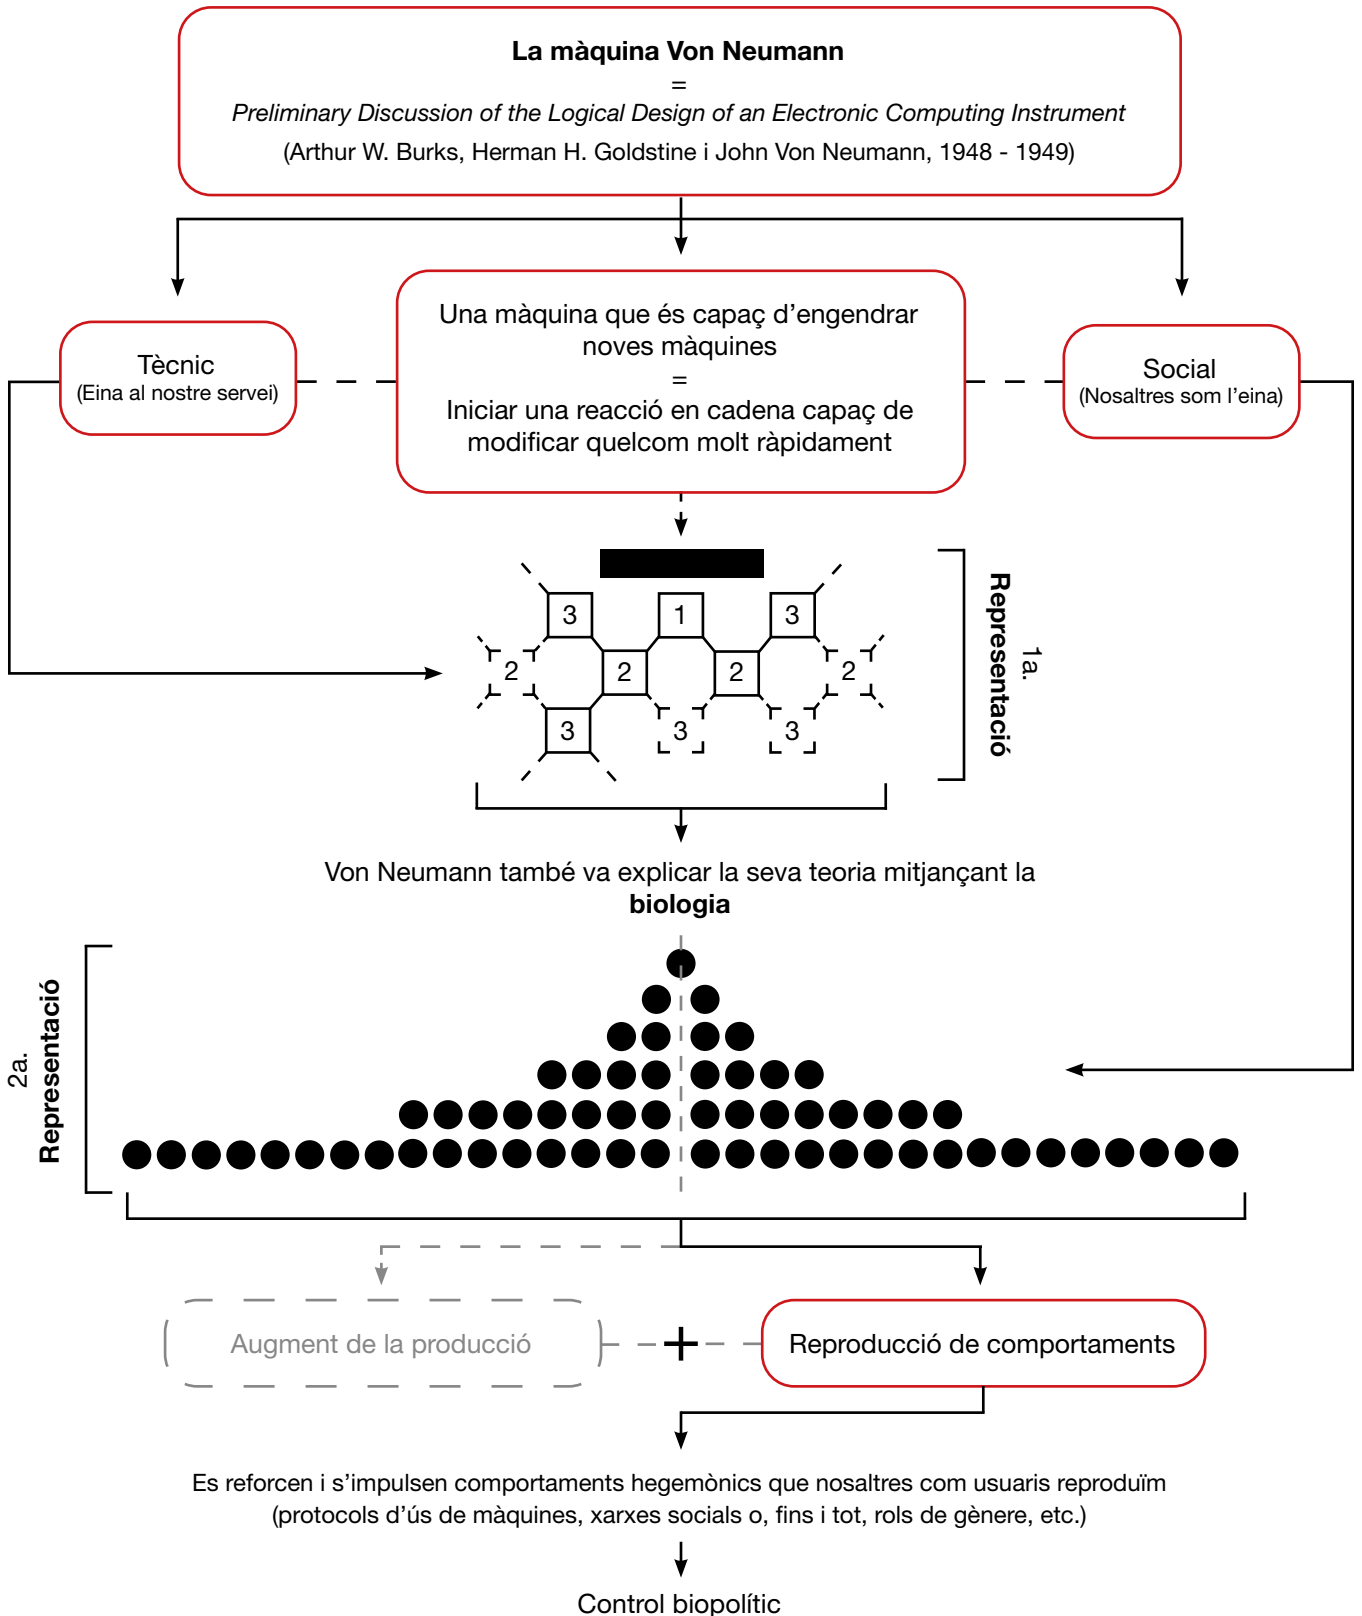 La màquina Von Neumann
=
Preliminary Discussion of the Logical Design of an Electronic Computing Instrument
(Arthur W. Burks, Herman H. Goldstine i John Von Neumann, 1948 - 1949)
Tècnic
(Eina al nostre servei)
Una màquina que és capaç d’engendrar
noves màquines
=
Iniciar una reacció en cadena capaç de
modificar quelcom molt ràpidament
Social
(Nosaltres som l’eina)
3 1 3
2 2 2 2
3 3 3
1a.
Representació
Von Neumann també va explicar la seva teoria mitjançant la
biologia
2a.
Representació
Augment de la producció
+
Reproducció de comportaments
Es reforcen i s’impulsen comportaments hegemònics que nosaltres com usuaris reproduïm
(protocols d’ús de màquines, xarxes socials o, fins i tot, rols de gènere, etc.)
Control biopolític